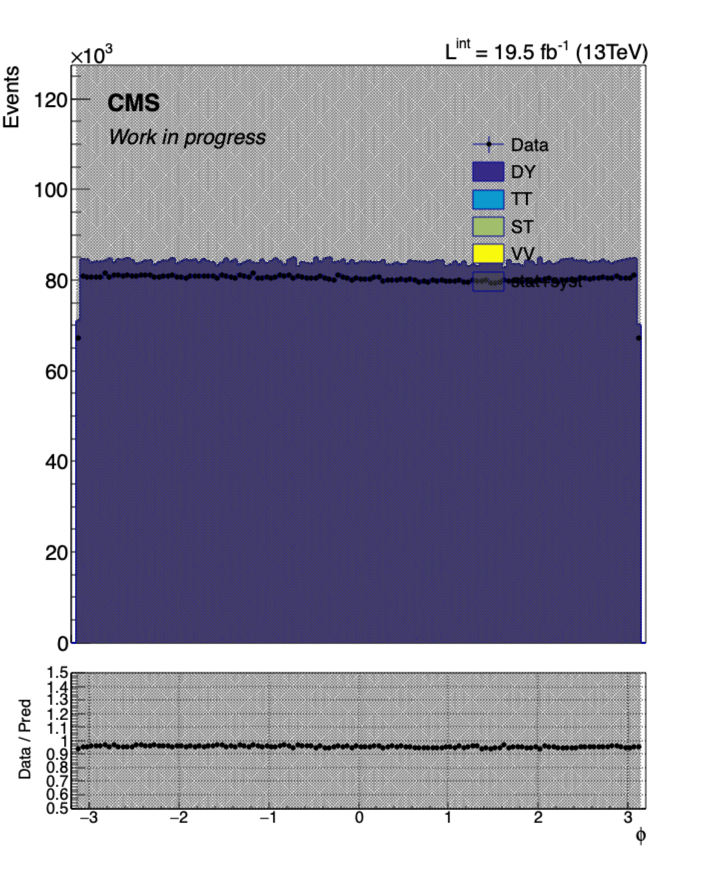 ×10³
L^int = 19.5 fb⁻¹ (13TeV)
Events
CMS
Work in progress
Data
DY
TT
ST
VV
stat+syst
120
100
80
60
40
20
0
Data / Pred
1.5
1.4
1.3
1.2
1.1
1
0.9
0.8
0.7
0.6
0.5
−3
−2
−1
0
1
2
3
ϕ